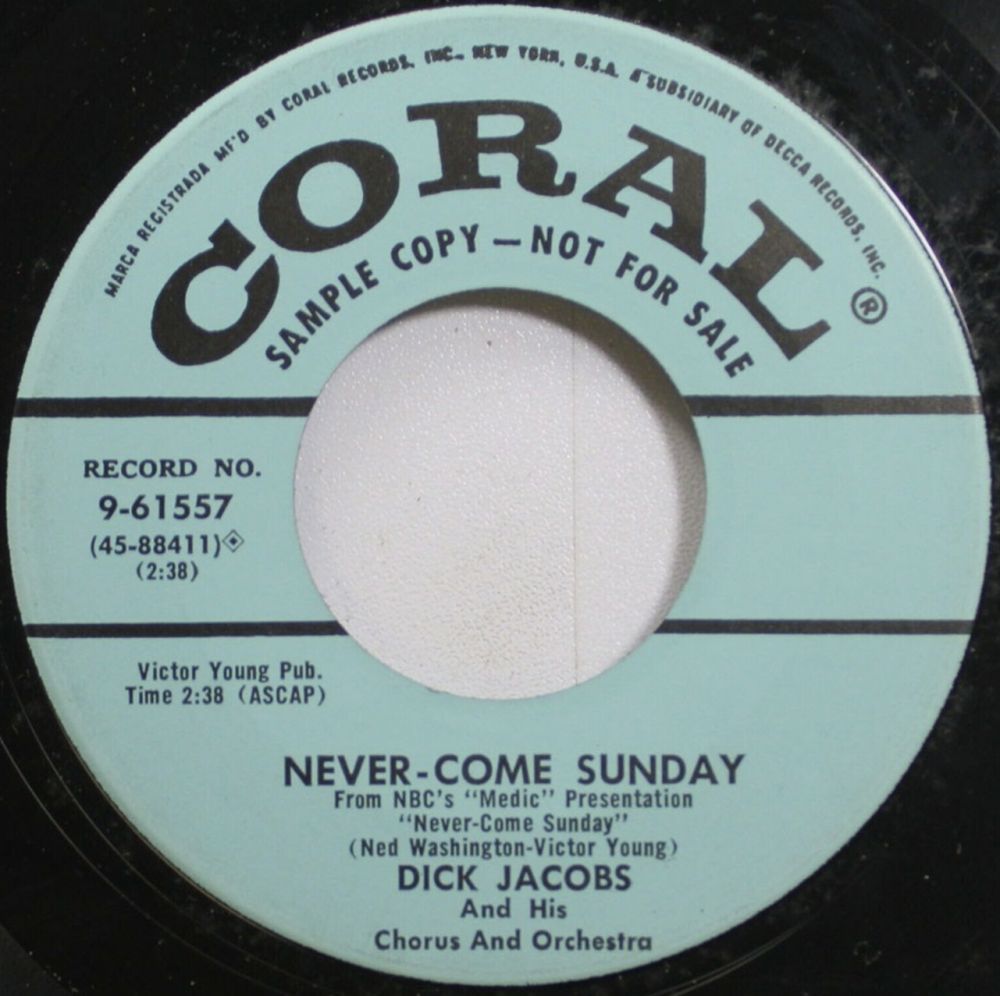 MARCA REGISTRADA MF'D BY CORAL RECORDS, INC., NEW YORK, U.S.A. A SUBSIDIARY OF DECCA RECORDS, INC.
CORAL ®
SAMPLE COPY — NOT FOR SALE
RECORD NO.
9-61557
(45-88411)
(2:38)
Victor Young Pub.
Time 2:38 (ASCAP)
NEVER-COME SUNDAY
From NBC's "Medic" Presentation
"Never-Come Sunday"
(Ned Washington-Victor Young)
DICK JACOBS
And His
Chorus And Orchestra